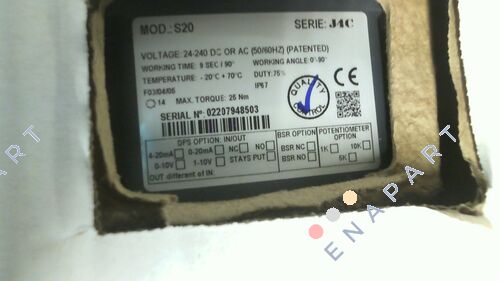 MOD.: S20 SERIE: J4C
VOLTAGE: 24-240 DC OR AC (50/60HZ) (PATENTED)
WORKING TIME: 9 SEC / 90° WORKING ANGLE: 0°-90°
TEMPERATURE: -20°C +70°C DUTY: 75%
F03/04/05 IP67
14 MAX. TORQUE: 25 Nm
SERIAL Nº: 02207948503
QUALITY CONTROL
DPS OPTION: IN/OUT BSR OPTION POTENTIOMETER OPTION
4-20mA 0-20mA NC NO BSR NC 1K 10K
0-10V 1-10V STAYS PUT BSR NO 5K
OUT different of IN:
ENAPART
ENAPART